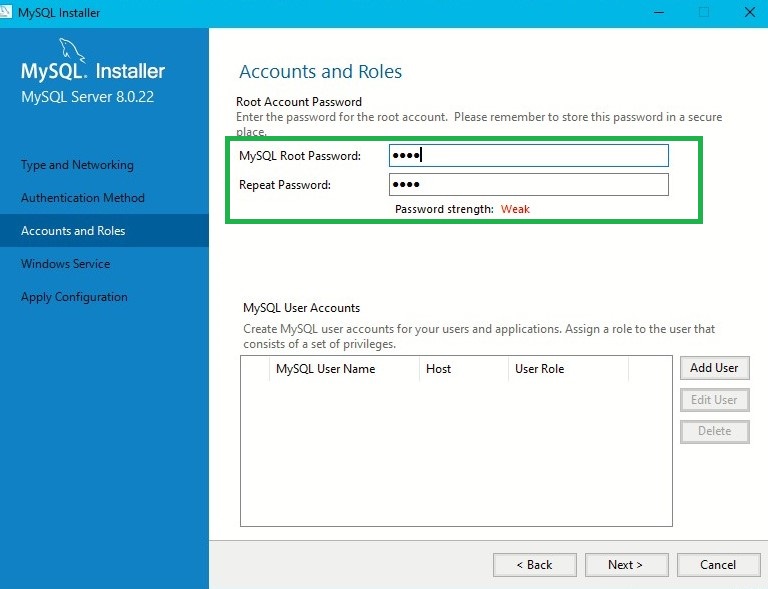 MySQL Installer
MySQL. Installer
MySQL Server 8.0.22
Type and Networking
Authentication Method
Accounts and Roles
Windows Service
Apply Configuration
Accounts and Roles
Root Account Password
Enter the password for the root account.  Please remember to store this password in a secure
place.
MySQL Root Password: ●●●●
Repeat Password: ●●●●
Password strength: Weak
MySQL User Accounts
Create MySQL user accounts for your users and applications. Assign a role to the user that
consists of a set of privileges.
MySQL User Name Host User Role
Add User
Edit User
Delete
< Back Next > Cancel